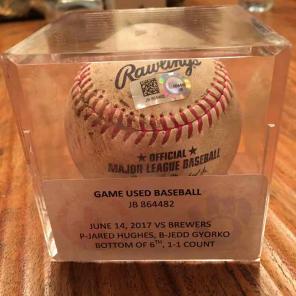 Rawlings
OFFICIAL
MAJOR LEAGUE BASEBALL
GAME USED BASEBALL
JB 864482
JUNE 14, 2017 VS BREWERS
P-JARED HUGHES, B-JEDD GYORKO
BOTTOM OF 6TH, 1-1 COUNT